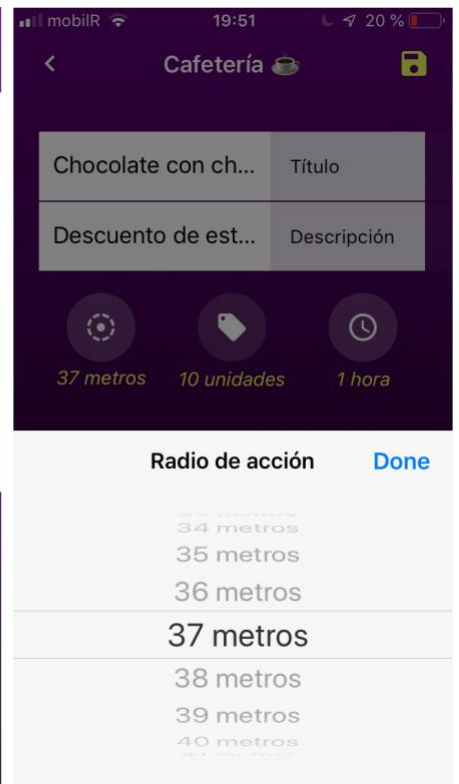 mobilR 19:51 20 %
Cafetería
Chocolate con ch... Título
Descuento de est... Descripción
37 metros 10 unidades 1 hora
Radio de acción Done
34 metros
35 metros
36 metros
37 metros
38 metros
39 metros
40 metros